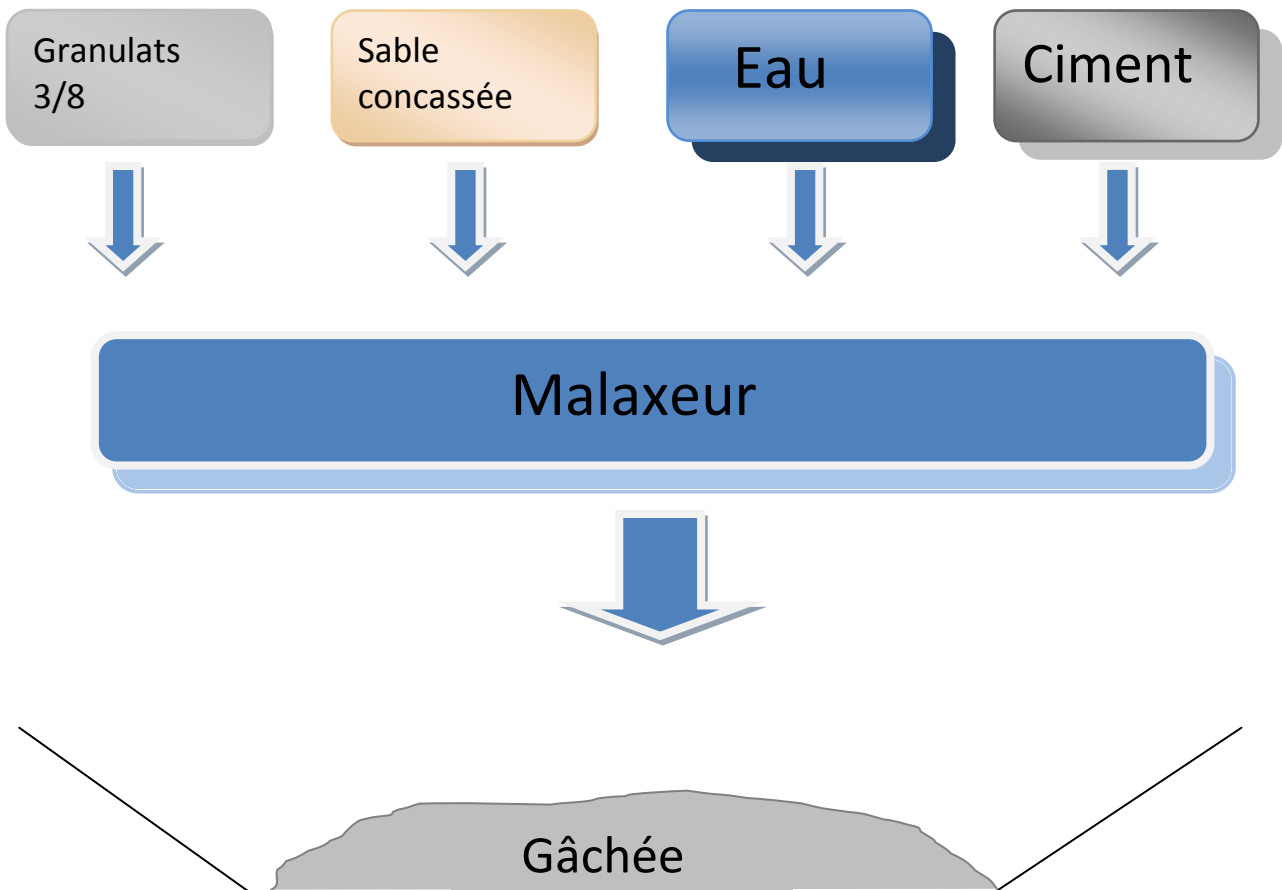 Granulats
3/8
Sable
concassée
Eau
Ciment
Malaxeur
Gâchée